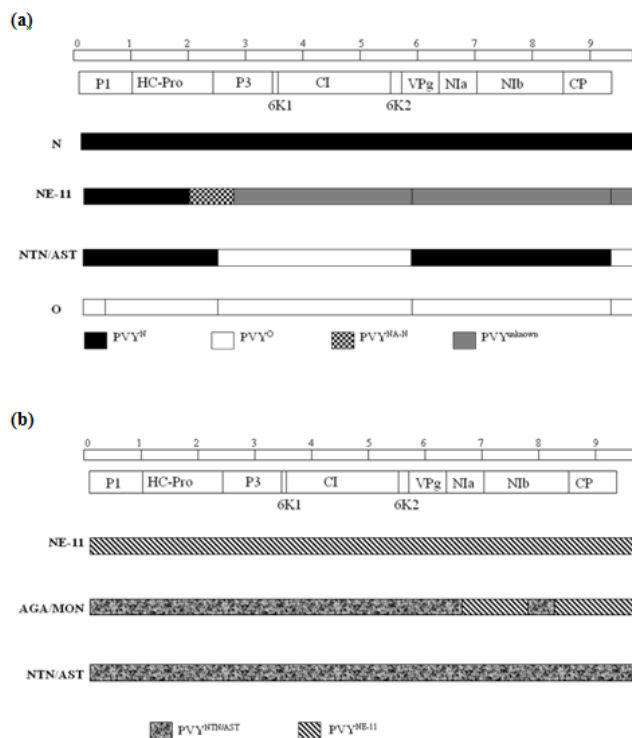 (a)
0 1 2 3 4 5 6 7 8 9
P1 HC-Pro P3 CI VPg NIa NIb CP
6K1 6K2
N
NE-11
NTN/AST
O
PVYᴺ PVYᴼ PVYᴺᴬ⁻ᴺ PVYᵘⁿᵏⁿᵒʷⁿ
(b)
0 1 2 3 4 5 6 7 8 9
P1 HC-Pro P3 CI VPg NIa NIb CP
6K1 6K2
NE-11
AGA/MON
NTN/AST
PVYᴺᵀᴺ/ᴬˢᵀ PVYᴺᴱ⁻¹¹